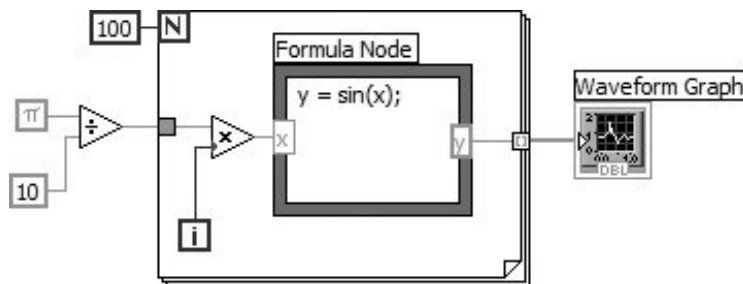 100 N
Formula Node
y = sin(x);
Waveform Graph
π
÷
x
x
y
10
i
DBL